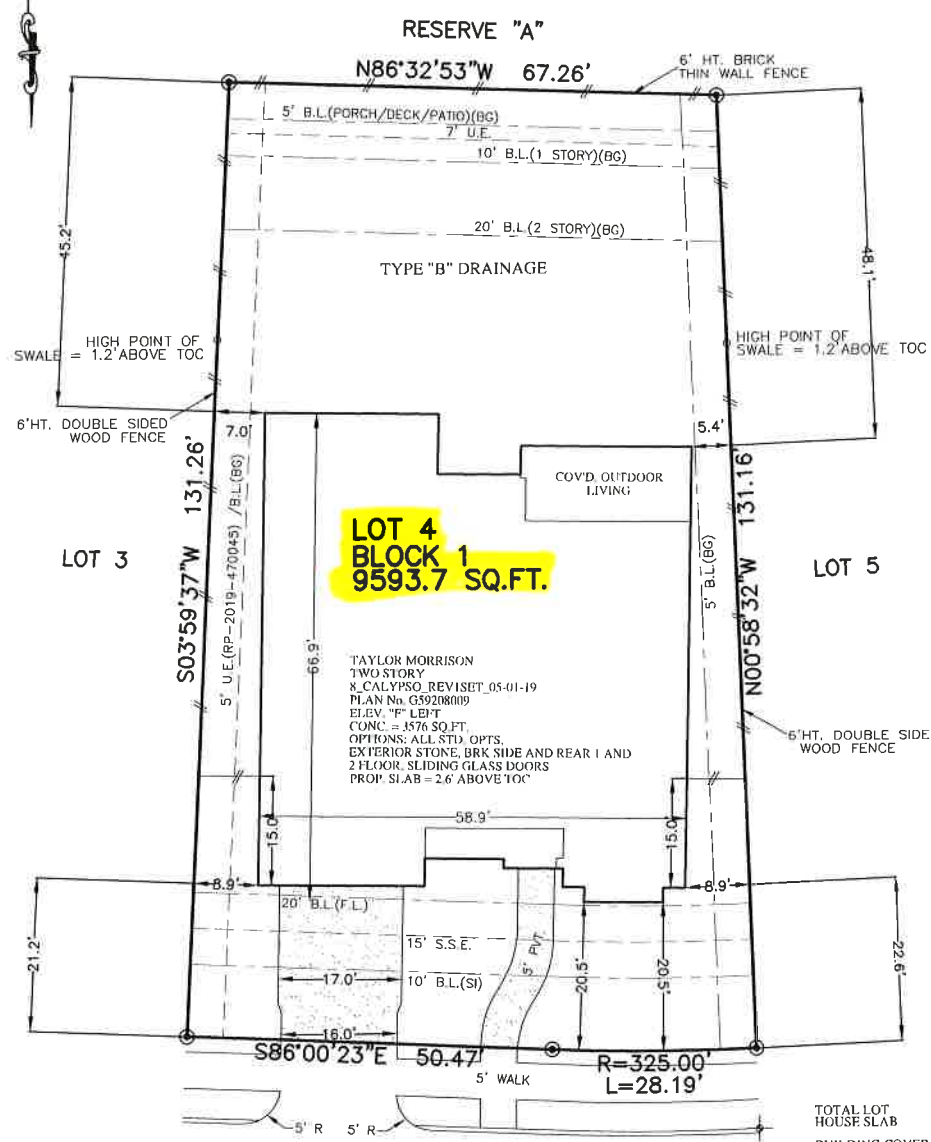 RESERVE "A"
N86°32'53"W 67.26'
6' HT. BRICK
THIN WALL FENCE
5' B.L.(PORCH/DECK/PATIO)(BG)
7' U.E.
10' B.L.(1 STORY)(BG)
20' B.L.(2 STORY)(BG)
45.2'
48.1'
TYPE "B" DRAINAGE
HIGH POINT OF
SWALE = 1.2'ABOVE TOC
HIGH POINT OF
SWALE = 1.2'ABOVE TOC
6'HT. DOUBLE SIDED
WOOD FENCE
7.0'
5.4'
COV'D. OUTDOOR
LIVING
S03°59'37"W 131.26'
5' U.E.(RP-2019-470045) /B.L.(BG)
LOT 3
LOT 4
BLOCK 1
9593.7 SQ.FT.
5' B.L.(BG)
N00°58'32"W 131.16'
LOT 5
66.9'
TAYLOR MORRISON
TWO STORY
8_CALYPSO_REVISET_05-01-19
PLAN No. G59208009
ELEV. "F" LEFT
CONC. = 3576 SQ.FT.
OPTIONS: ALL STD. OPTS,
EXTERIOR STONE, BRK SIDE AND REAR 1 AND
2 FLOOR, SLIDING GLASS DOORS
PROP. SLAB = 2.6' ABOVE TOC
6'HT. DOUBLE SIDE
WOOD FENCE
58.9'
15.0'
15.0'
8.9'
8.9'
20' B.L.(F.L.)
21.2'
15' S.S.E.
5' PVT.
22.6'
17.0'
10' B.L.(SI)
20.5'
20.5'
16.0'
S86°00'23"E 50.47'
R=325.00'
L=28.19'
5' WALK
5' R
5' R
TOTAL LOT
HOUSE SLAB